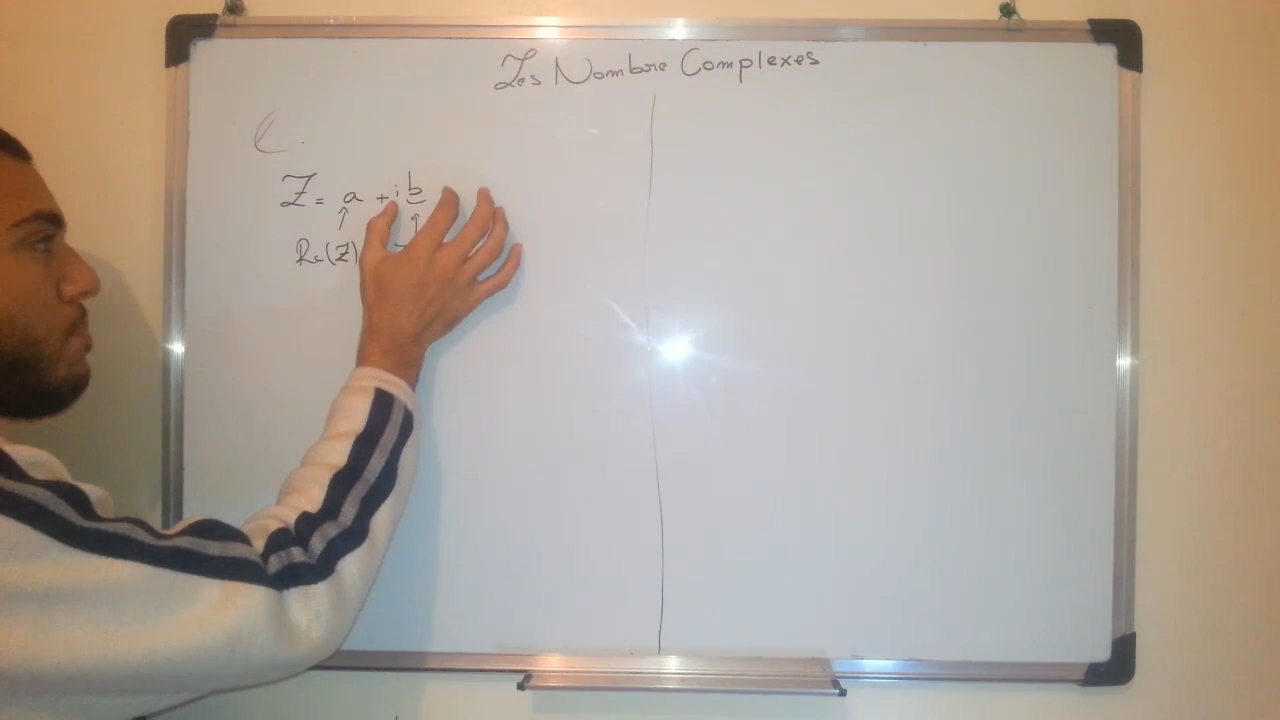 Les Nombre Complexes
C
Z = a + ib
Re(Z)